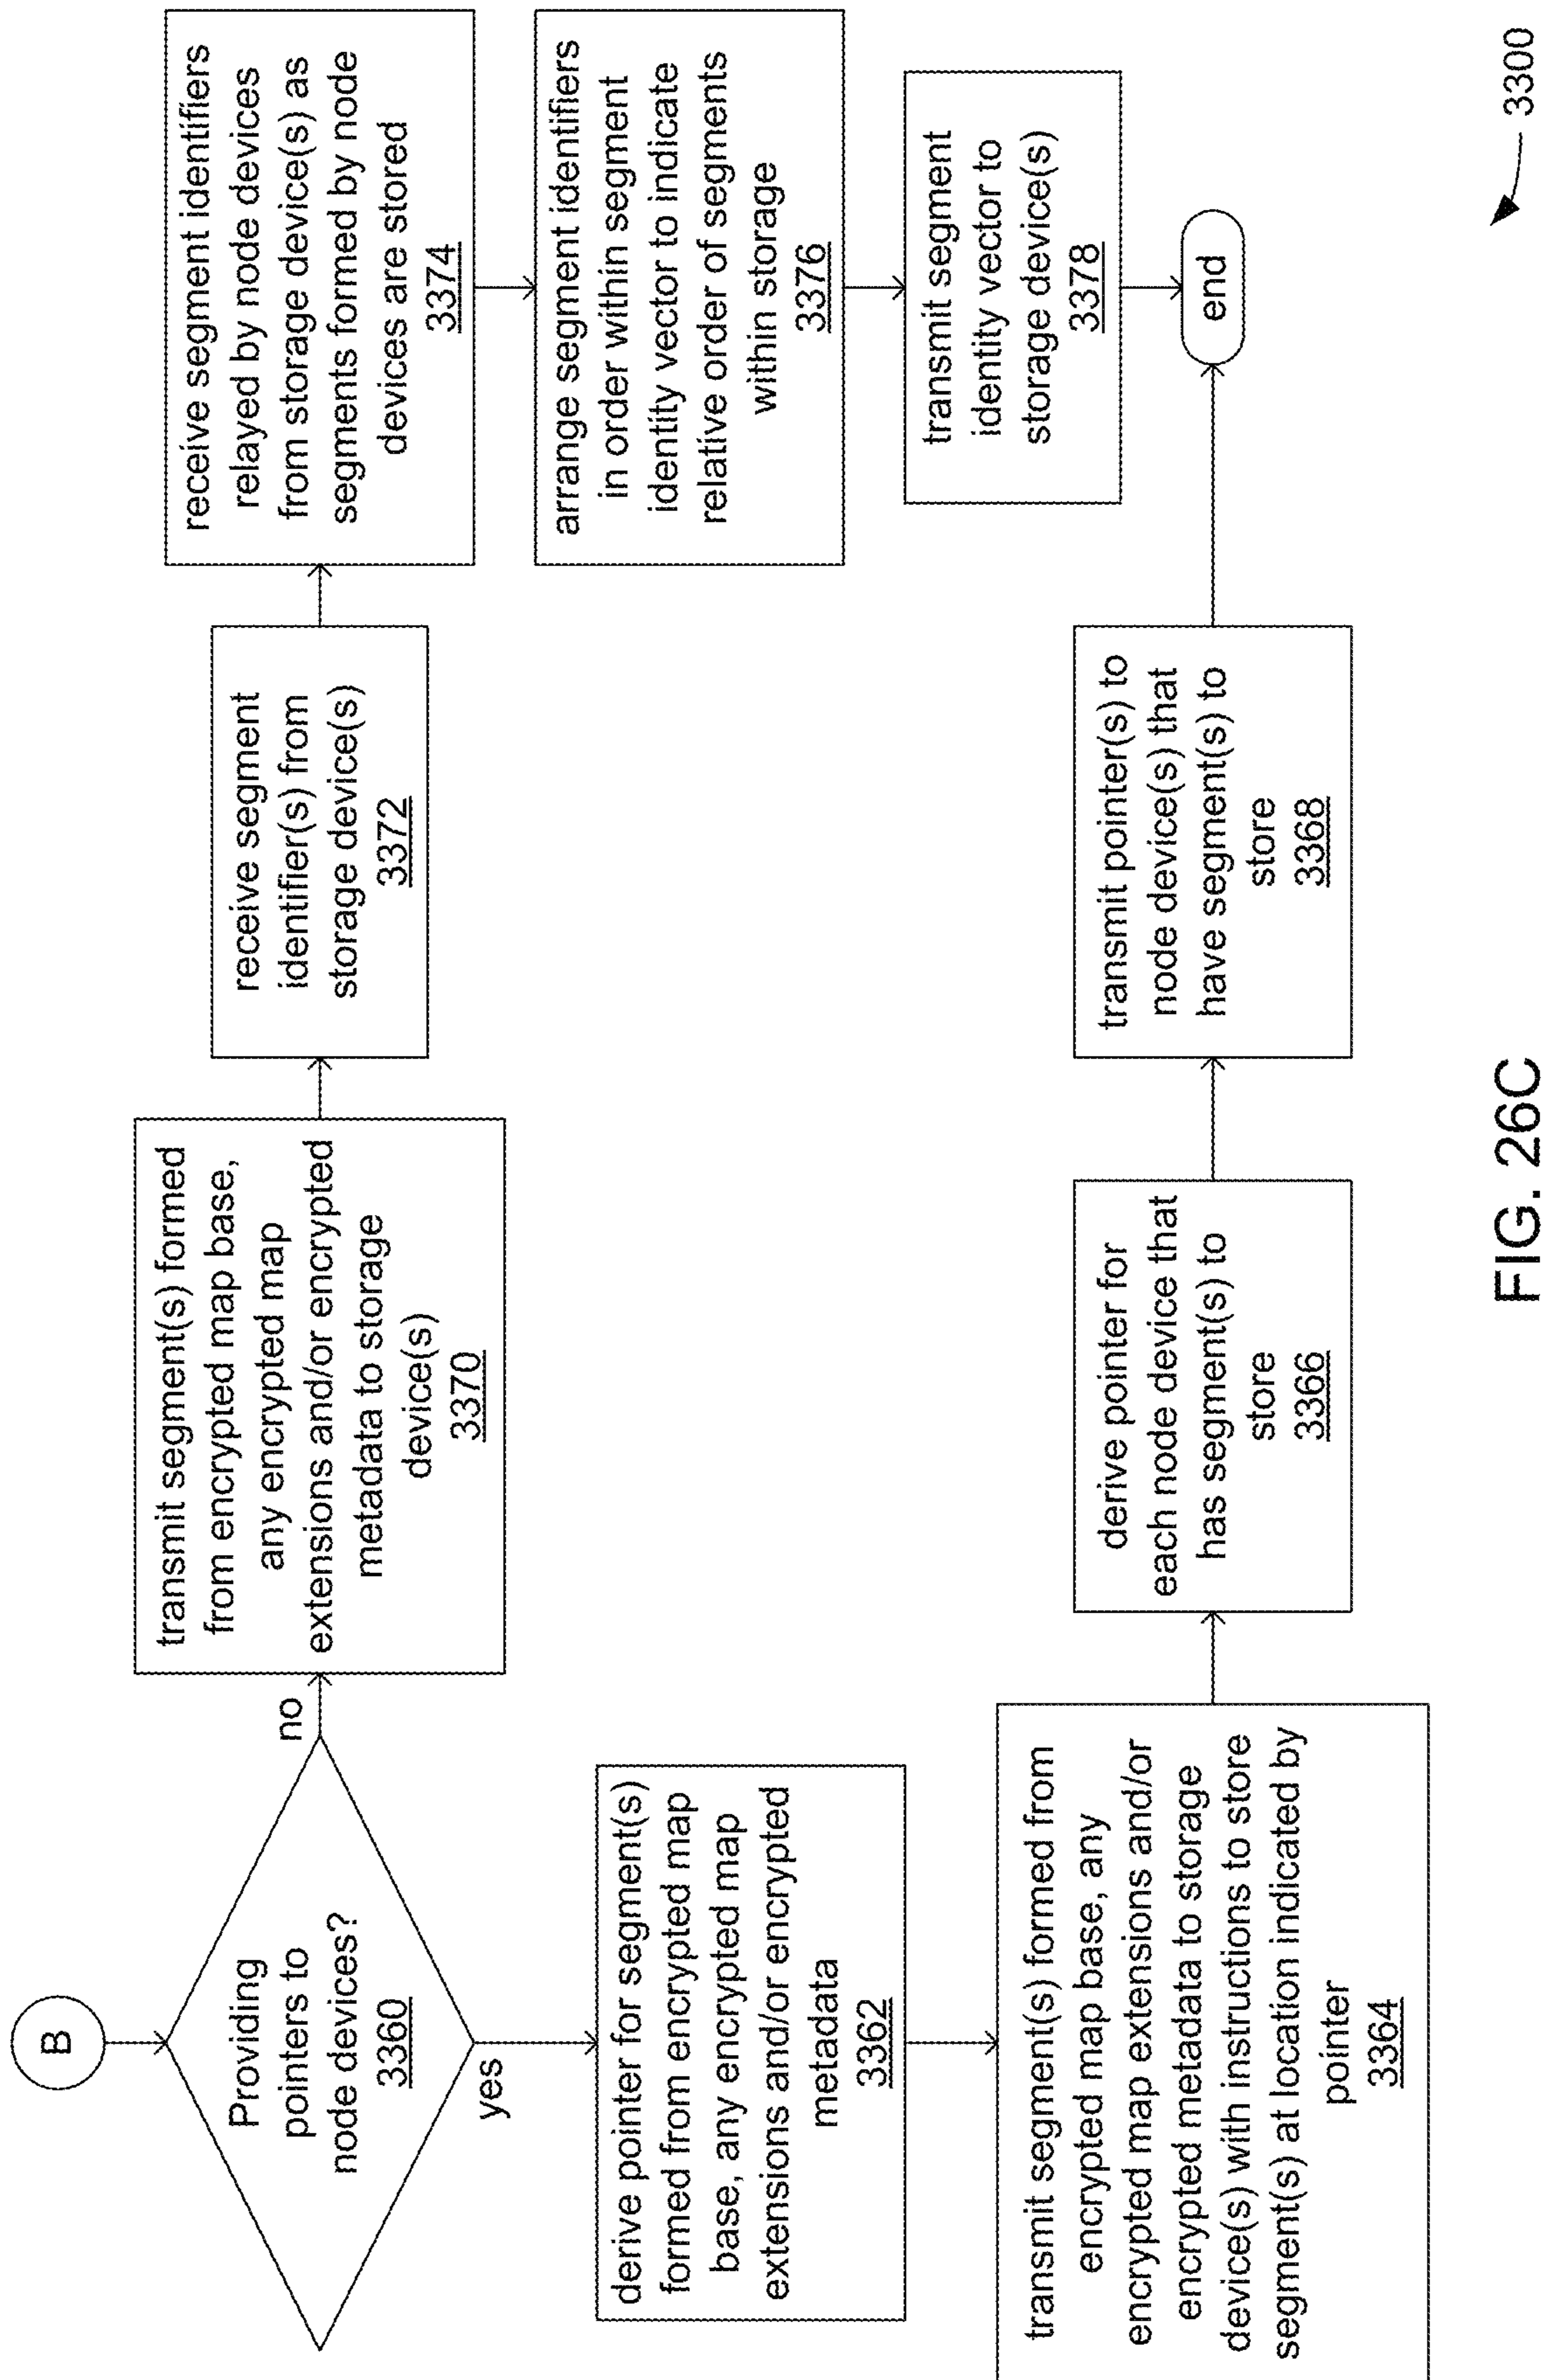 B
Providing
pointers to
node devices?
3360
no
yes
transmit segment(s) formed
from encrypted map base,
any encrypted map
extensions and/or encrypted
metadata to storage
device(s)
3370
receive segment
identifier(s) from
storage device(s)
3372
receive segment identifiers
relayed by node devices
from storage device(s) as
segments formed by node
devices are stored
3374
arrange segment identifiers
in order within segment
identity vector to indicate
relative order of segments
within storage
3376
transmit segment
identity vector to
storage device(s)
3378
derive pointer for segment(s)
formed from encrypted map
base, any encrypted map
extensions and/or encrypted
metadata
3362
transmit segment(s) formed from
encrypted map base, any
encrypted map extensions and/or
encrypted metadata to storage
device(s) with instructions to store
segment(s) at location indicated by
pointer
3364
derive pointer for
each node device that
has segment(s) to
store
3366
transmit pointer(s) to
node device(s) that
have segment(s) to
store
3368
end
3300
FIG. 26C